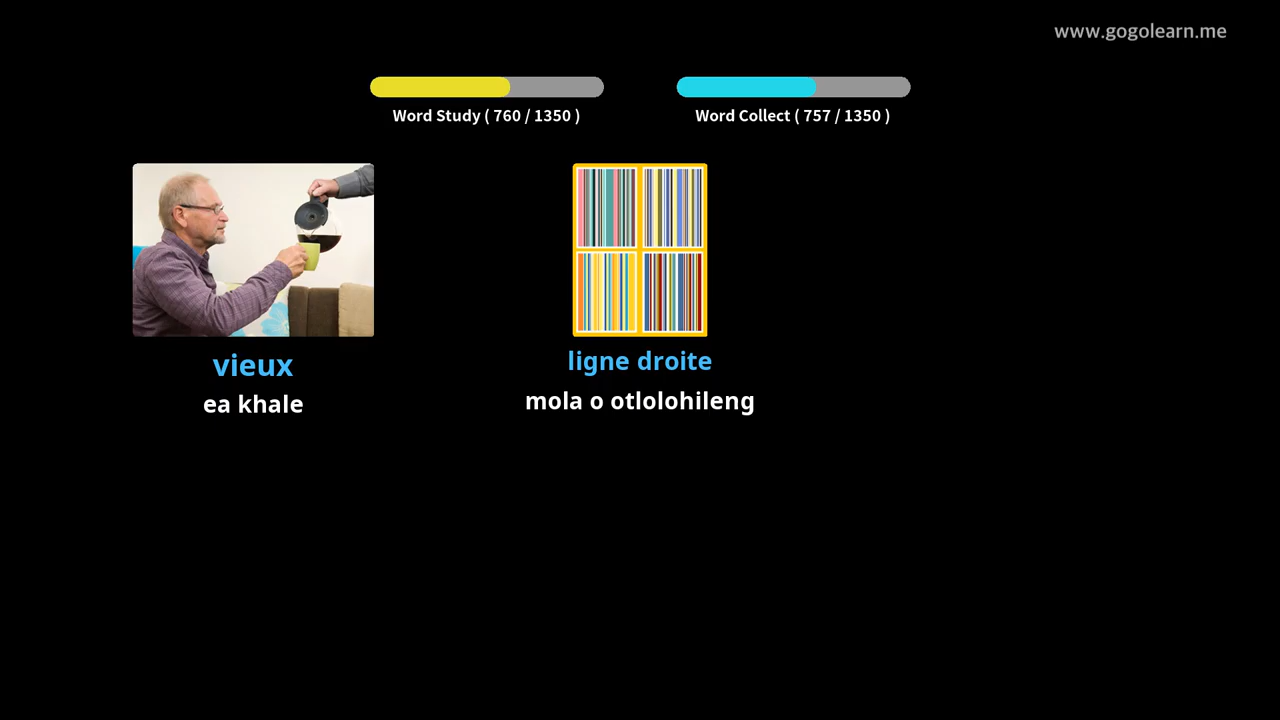 www.gogolearn.me
Word Study ( 760 / 1350 )
Word Collect ( 757 / 1350 )
vieux
ea khale
ligne droite
mola o otlolohileng